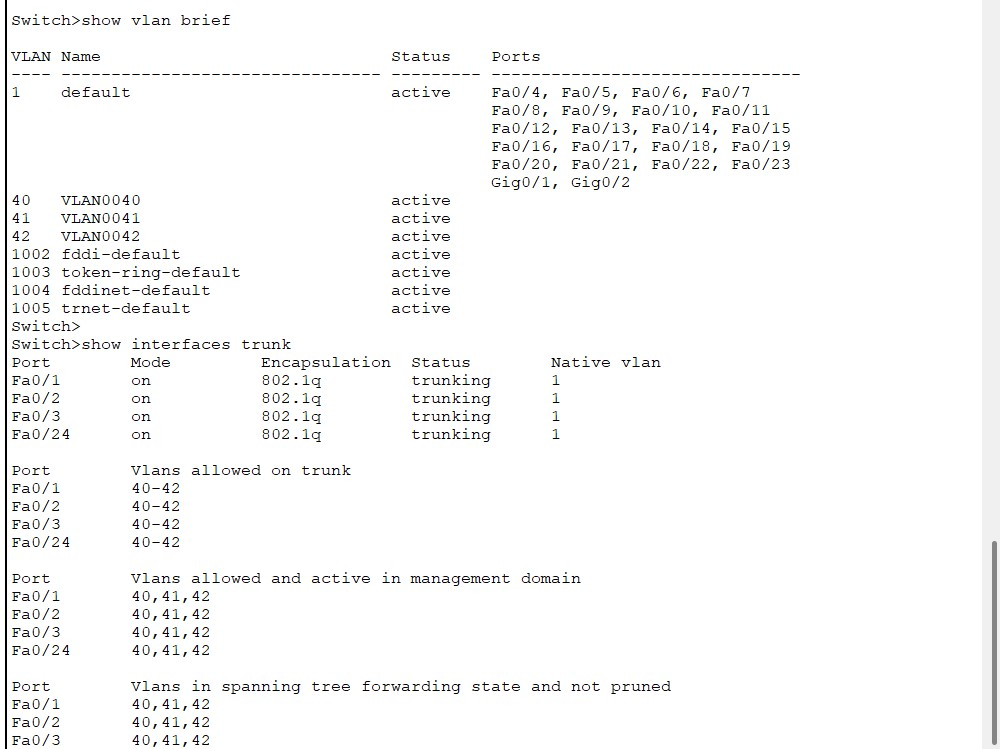 Switch>show vlan brief
VLAN Name                             Status    Ports
---- -------------------------------- --------- -------------------------------
1    default                          active    Fa0/4, Fa0/5, Fa0/6, Fa0/7
                                                Fa0/8, Fa0/9, Fa0/10, Fa0/11
                                                Fa0/12, Fa0/13, Fa0/14, Fa0/15
                                                Fa0/16, Fa0/17, Fa0/18, Fa0/19
                                                Fa0/20, Fa0/21, Fa0/22, Fa0/23
                                                Gig0/1, Gig0/2
40   VLAN0040                         active
41   VLAN0041                         active
42   VLAN0042                         active
1002 fddi-default                     active
1003 token-ring-default               active
1004 fddinet-default                  active
1005 trnet-default                    active
Switch>
Switch>show interfaces trunk
Port        Mode         Encapsulation  Status        Native vlan
Fa0/1       on           802.1q         trunking      1
Fa0/2       on           802.1q         trunking      1
Fa0/3       on           802.1q         trunking      1
Fa0/24      on           802.1q         trunking      1
Port        Vlans allowed on trunk
Fa0/1       40-42
Fa0/2       40-42
Fa0/3       40-42
Fa0/24      40-42
Port        Vlans allowed and active in management domain
Fa0/1       40,41,42
Fa0/2       40,41,42
Fa0/3       40,41,42
Fa0/24      40,41,42
Port        Vlans in spanning tree forwarding state and not pruned
Fa0/1       40,41,42
Fa0/2       40,41,42
Fa0/3       40,41,42